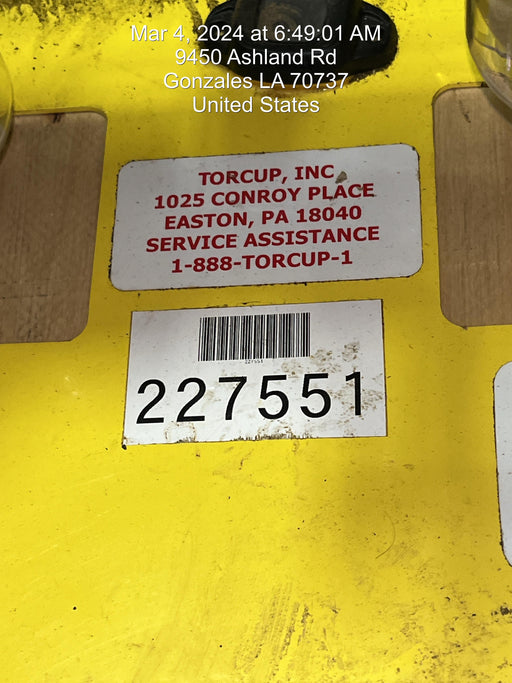 Mar 4, 2024 at 6:49:01 AM
9450 Ashland Rd
Gonzales LA 70737
United States
TORCUP, INC
1025 CONROY PLACE
EASTON, PA 18040
SERVICE ASSISTANCE
1-888-TORCUP-1
227551
227551